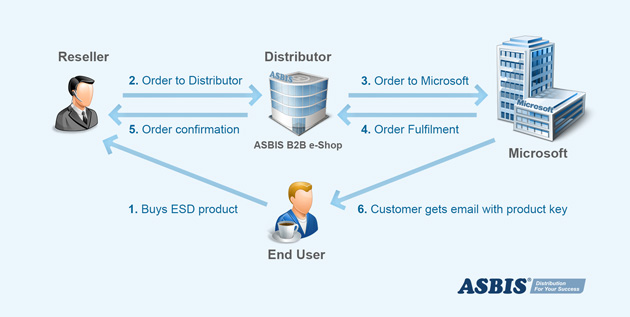 Reseller
Distributor
2. Order to Distributor
ASBIS
3. Order to Microsoft
Microsoft
5. Order confirmation
4. Order Fulfilment
ASBIS B2B e-Shop
Microsoft
1. Buys ESD product
6. Customer gets email with product key
End User
ASBIS®
Distribution
For Your Success